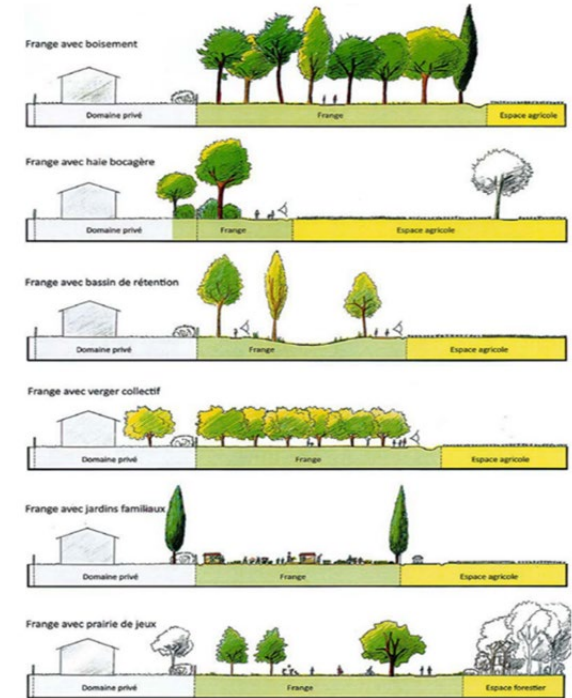 Frange avec boisement
Domaine privé Frange Espace agricole
Frange avec haie bocagère
Domaine privé Frange Espace agricole
Frange avec bassin de rétention
Domaine privé Frange Espace agricole
Frange avec verger collectif
Domaine privé Frange Espace agricole
Frange avec jardins familiaux
Domaine privé Frange Espace agricole
Frange avec prairie de jeux
Domaine privé Frange Espace forestier